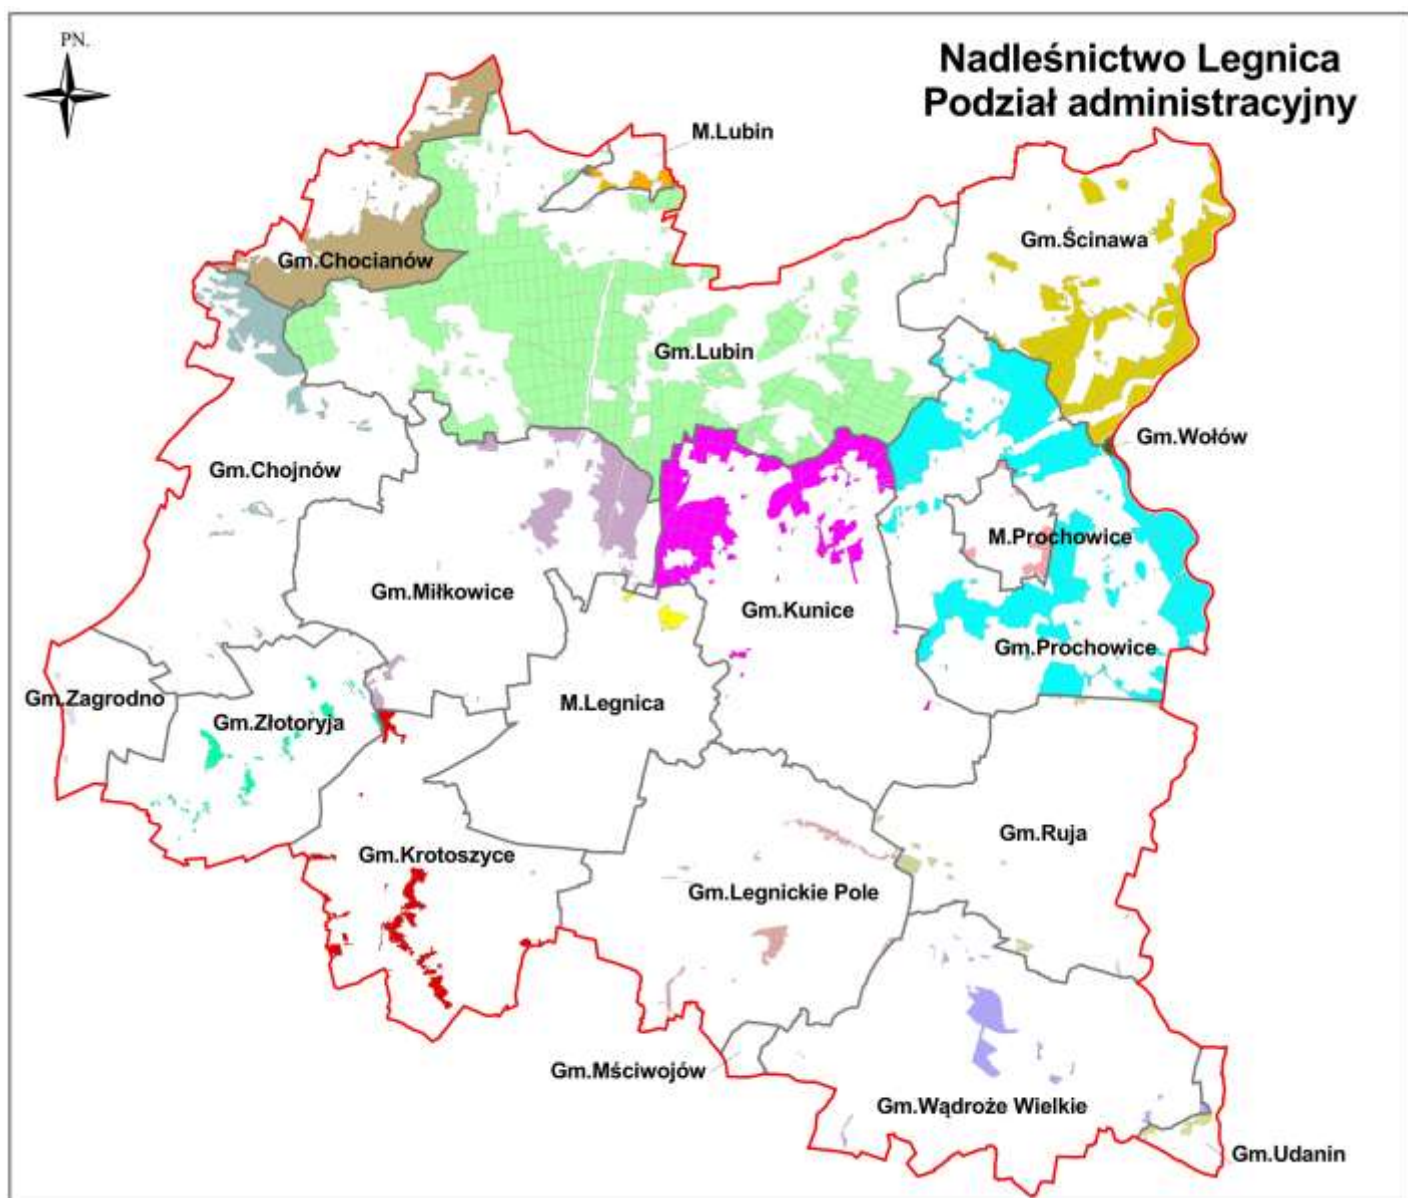 PN.
Nadleśnictwo Legnica
Podział administracyjny
M.Lubin
Gm.Ścinawa
Gm.Chocianów
Gm.Lubin
Gm.Wołów
Gm.Chojnów
M.Prochowice
Gm.Miłkowice
Gm.Kunice
Gm.Prochowice
Gm.Zagrodno
M.Legnica
Gm.Złotoryja
Gm.Ruja
Gm.Krotoszyce
Gm.Legnickie Pole
Gm.Mściwojów
Gm.Wądroże Wielkie
Gm.Udanin